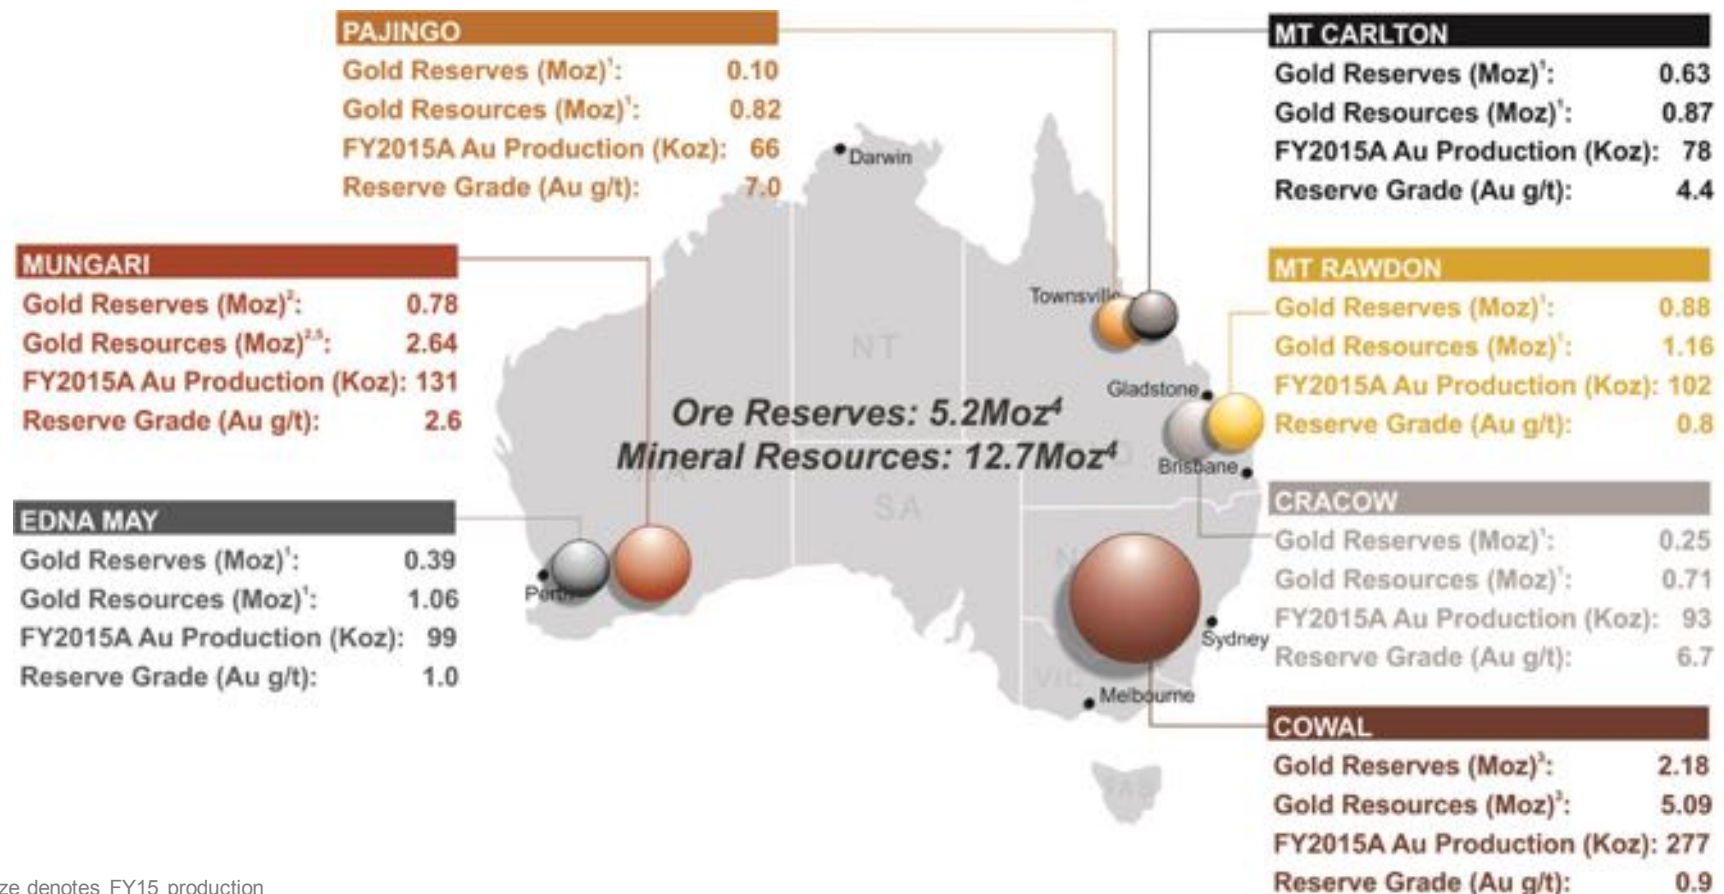 PAJINGO
Gold Reserves (Moz)¹: 0.10
Gold Resources (Moz)¹: 0.82
FY2015A Au Production (Koz): 66
Reserve Grade (Au g/t): 7.0
MT CARLTON
Gold Reserves (Moz)¹: 0.63
Gold Resources (Moz)¹: 0.87
FY2015A Au Production (Koz): 78
Reserve Grade (Au g/t): 4.4
MUNGARI
Gold Reserves (Moz)²: 0.78
Gold Resources (Moz)²,⁵: 2.64
FY2015A Au Production (Koz): 131
Reserve Grade (Au g/t): 2.6
MT RAWDON
Gold Reserves (Moz)¹: 0.88
Gold Resources (Moz)¹: 1.16
FY2015A Au Production (Koz): 102
Reserve Grade (Au g/t): 0.8
Darwin
Townsville
NT
Gladstone
Ore Reserves: 5.2Moz⁴
Mineral Resources: 12.7Moz⁴
Brisbane
SA
EDNA MAY
Gold Reserves (Moz)¹: 0.39
Gold Resources (Moz)¹: 1.06
FY2015A Au Production (Koz): 99
Reserve Grade (Au g/t): 1.0
CRACOW
Gold Reserves (Moz)¹: 0.25
Gold Resources (Moz)¹: 0.71
FY2015A Au Production (Koz): 93
Reserve Grade (Au g/t): 6.7
Perth
Sydney
VIC
Melbourne
TAS
COWAL
Gold Reserves (Moz)³: 2.18
Gold Resources (Moz)³: 5.09
FY2015A Au Production (Koz): 277
Reserve Grade (Au g/t): 0.9
denotes FY15 production